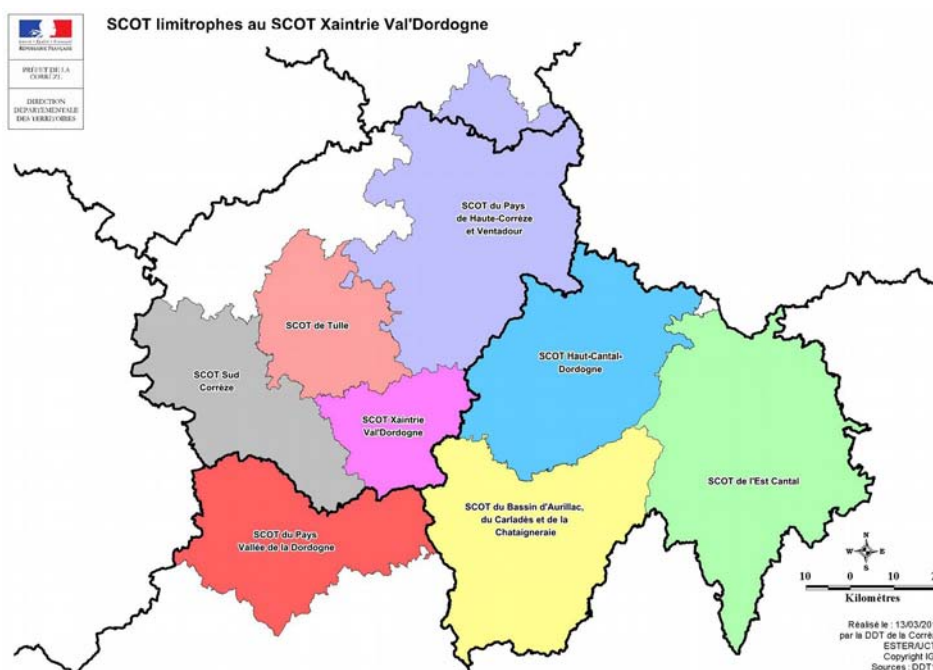 SCOT limitrophes au SCOT Xaintrie Val'Dordogne
RÉPUBLIQUE FRANÇAISE
PRÉFET DE LA
CORRÈZE
DIRECTION
DÉPARTEMENTALE
DES TERRITOIRES
SCOT du Pays
de Haute-Corrèze
et Ventadour
SCOT de Tulle
SCOT Haut-Cantal-
Dordogne
SCOT Sud
Corrèze
SCOT Xaintrie
Val'Dordogne
SCOT de l'Est Cantal
SCOT du Bassin d'Aurillac,
du Carladès et de la
Chataigneraie
SCOT du Pays
Vallée de la Dordogne
N
W E
S
10 0 10 2
Kilomètres
Réalisé le : 13/03/20
par la DDT de la Corrè
ESTER/UCT
Copyright IG
Sources : DDT